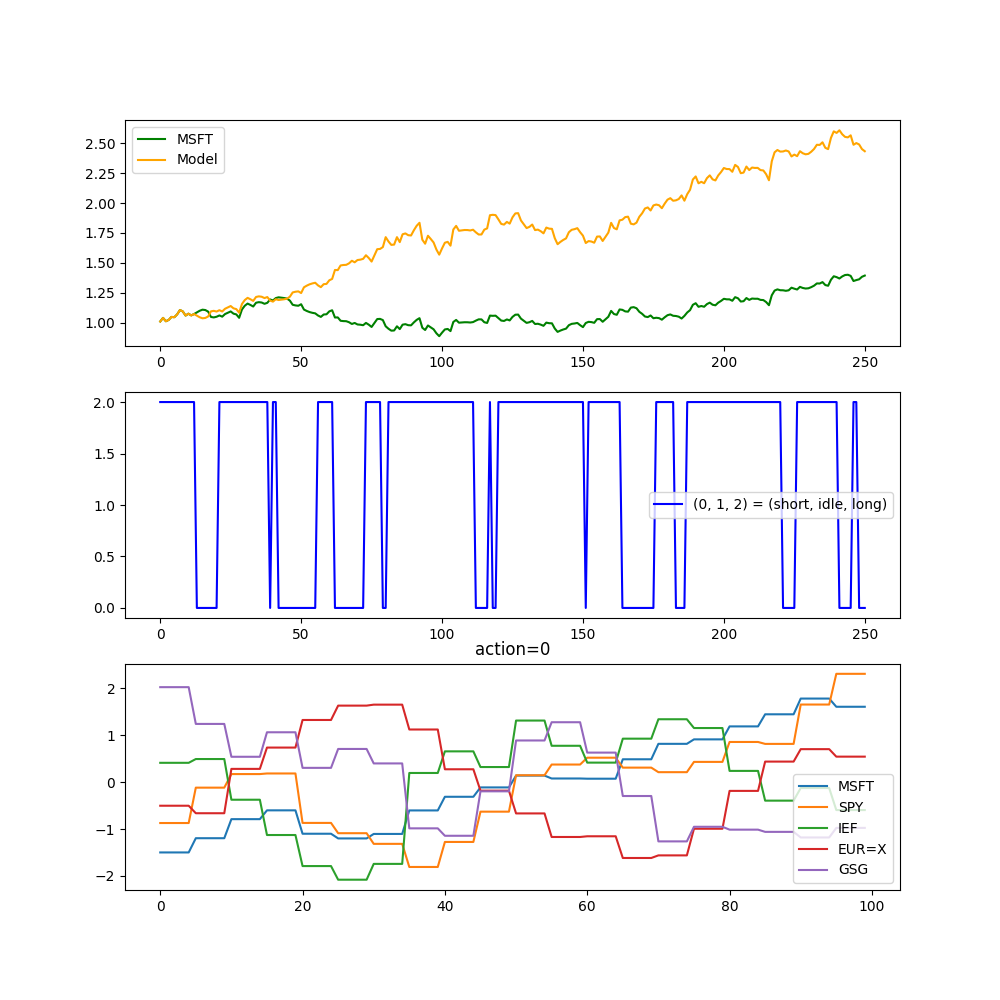 2.50
2.25
2.00
1.75
1.50
1.25
1.00
MSFT
Model
0 50 100 150 200 250
2.0
1.5
1.0
0.5
0.0
(0, 1, 2) = (short, idle, long)
0 50 100 150 200 250
action=0
2
1
0
−1
−2
MSFT
SPY
IEF
EUR=X
GSG
0 20 40 60 80 100